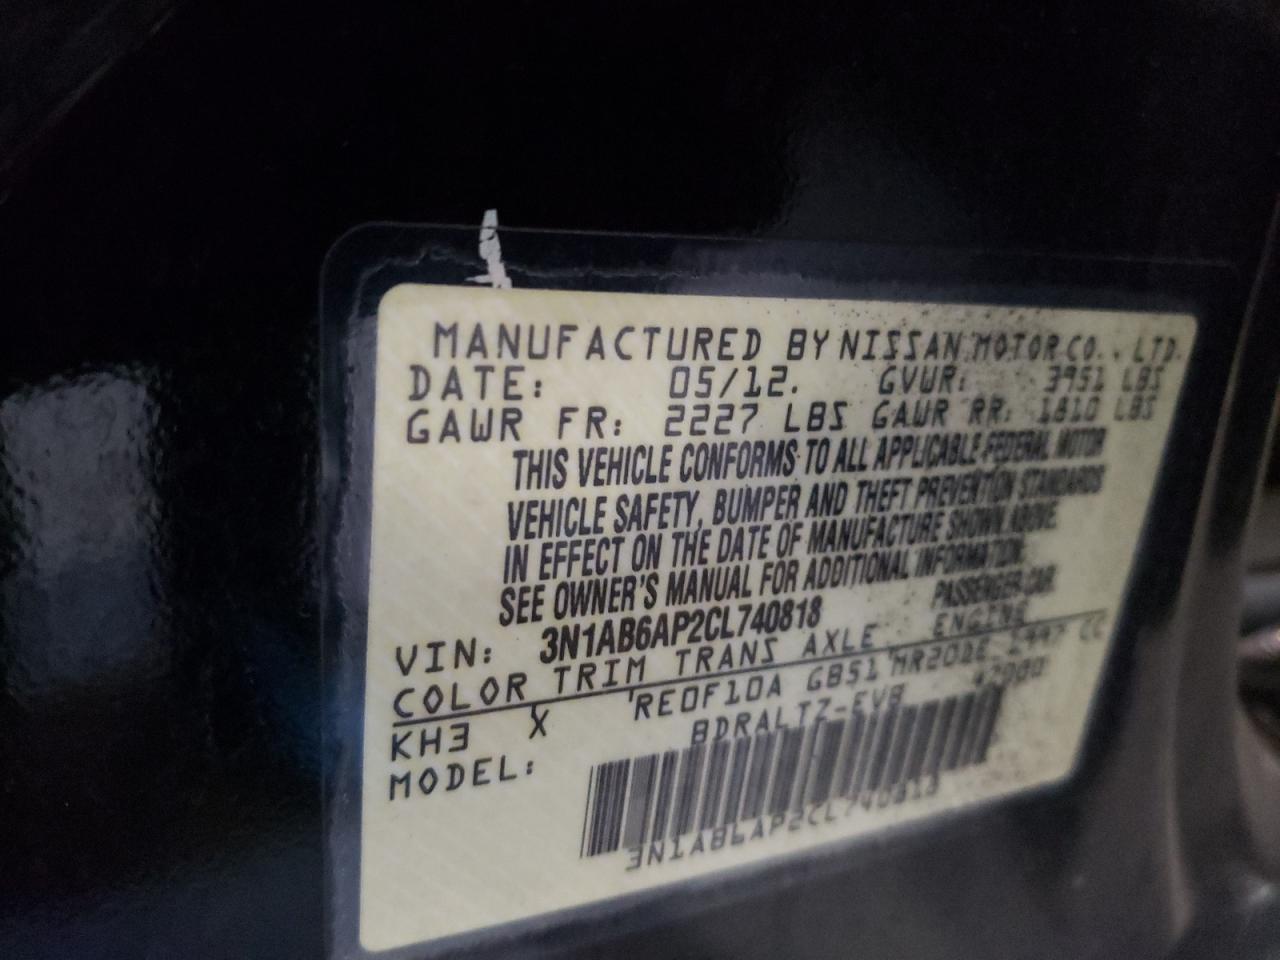 MANUFACTURED BY NISSAN MOTOR CO., LTD.
DATE: 05/12. GVWR: 3951 LBS
GAWR FR: 2227 LBS GAWR RR: 1810 LBS
THIS VEHICLE CONFORMS TO ALL APPLICABLE FEDERAL MOTOR
VEHICLE SAFETY, BUMPER AND THEFT PREVENTION STANDARDS
IN EFFECT ON THE DATE OF MANUFACTURE SHOWN ABOVE.
SEE OWNER'S MANUAL FOR ADDITIONAL INFORMATION.
VIN: 3N1AB6AP2CL740818 PASSENGER CAR
COLOR TRIM TRANS AXLE ENGINE
KH3 X RE0F10A GB51 MR20DE 1997 CC
MODEL: BDRALTZ-EVB
3N1AB6AP2CL740818